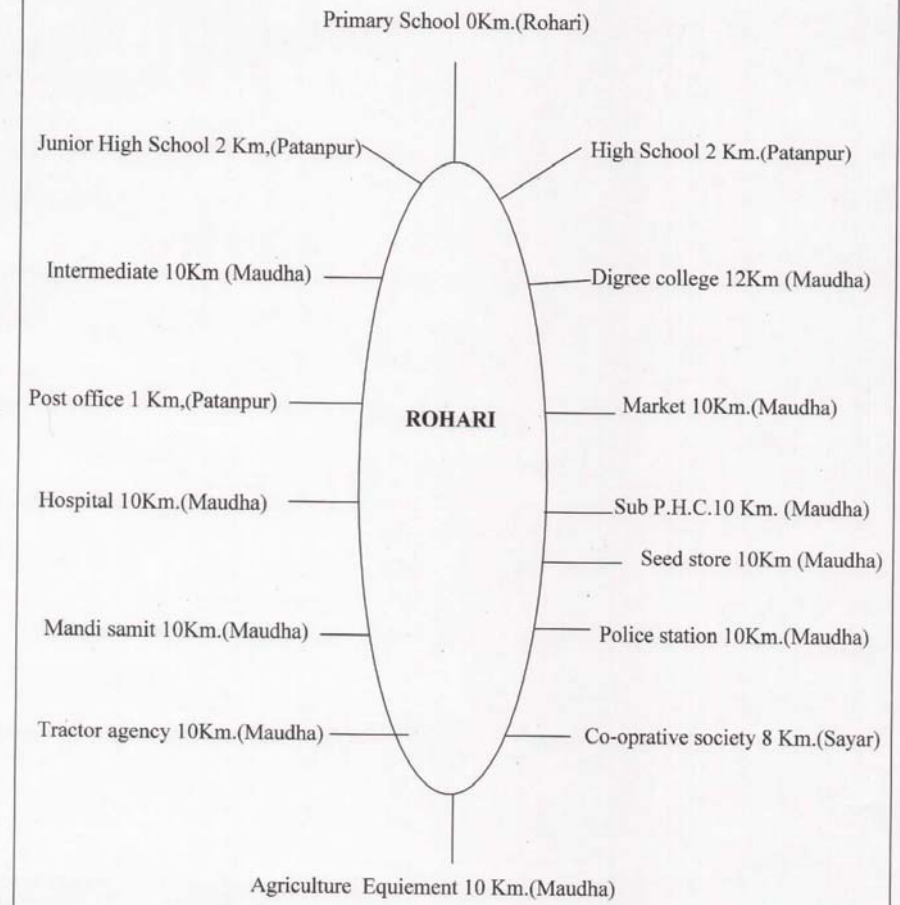 Primary School 0Km.(Rohari)
Junior High School 2 Km,(Patanpur)
High School 2 Km.(Patanpur)
Intermediate 10Km (Maudha)
Digree college 12Km (Maudha)
Post office 1 Km,(Patanpur)
Market 10Km.(Maudha)
ROHARI
Hospital 10Km.(Maudha)
Sub P.H.C.10 Km. (Maudha)
Seed store 10Km (Maudha)
Mandi samit 10Km.(Maudha)
Police station 10Km.(Maudha)
Tractor agency 10Km.(Maudha)
Co-oprative society 8 Km.(Sayar)
Agriculture Equiement 10 Km.(Maudha)